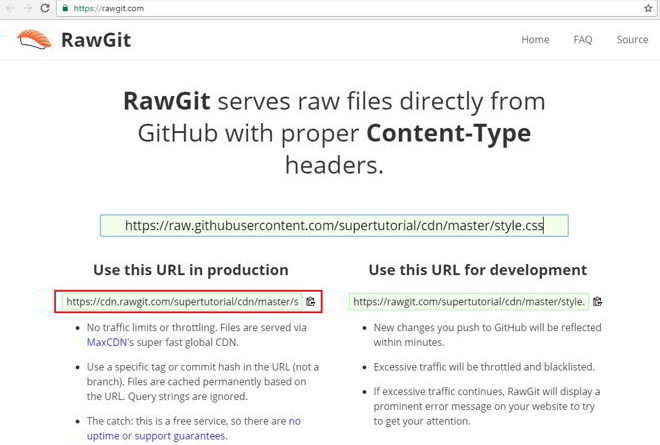 https://rawgit.com
RawGit
Home
FAQ
Source
RawGit serves raw files directly from
GitHub with proper Content-Type
headers.
https://raw.githubusercontent.com/supertutorial/cdn/master/style.css
Use this URL in production
https://cdn.rawgit.com/supertutorial/cdn/master/s
No traffic limits or throttling. Files are served via
MaxCDN's super fast global CDN.
Use a specific tag or commit hash in the URL (not a
branch). Files are cached permanently based on
the URL. Query strings are ignored.
The catch: this is a free service, so there are no
uptime or support guarantees.
Use this URL for development
https://rawgit.com/supertutorial/cdn/master/style.
New changes you push to GitHub will be reflected
within minutes.
Excessive traffic will be throttled and blacklisted.
If excessive traffic continues, RawGit will display a
prominent error message on your website to try
to get your attention.